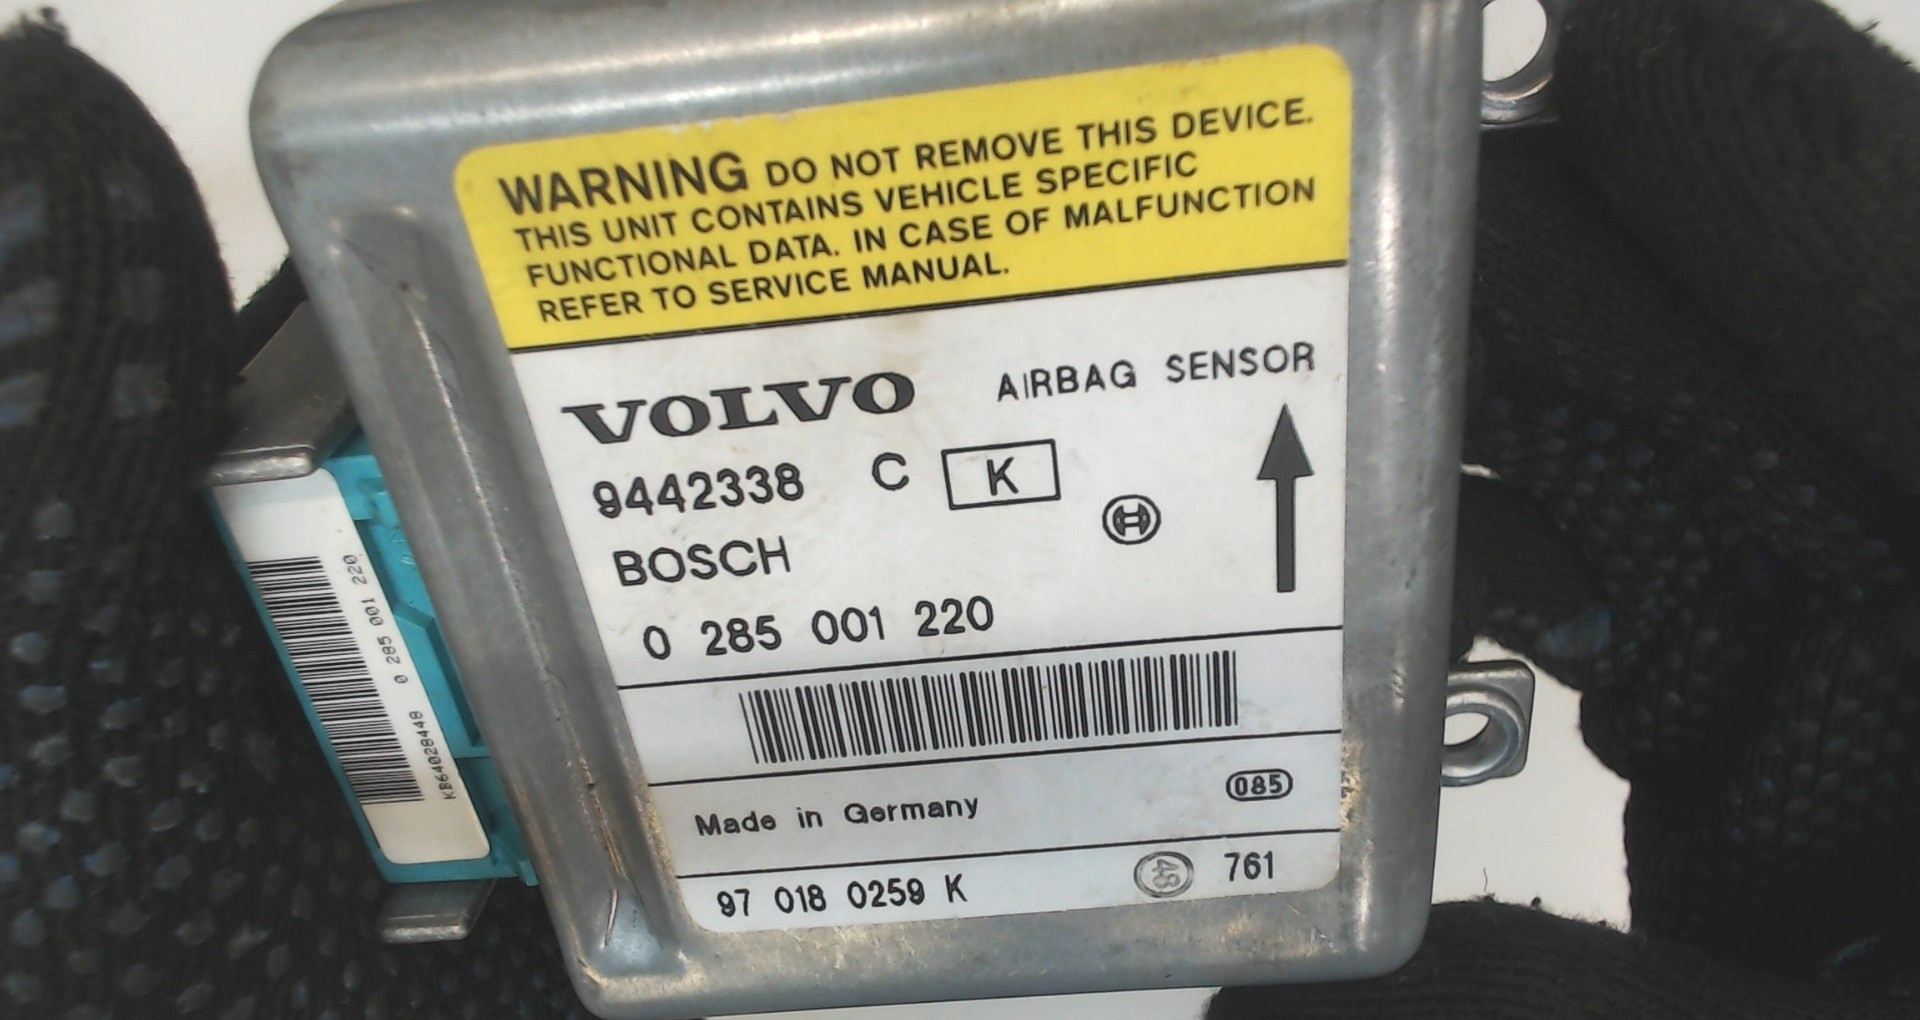 WARNING DO NOT REMOVE THIS DEVICE.
THIS UNIT CONTAINS VEHICLE SPECIFIC
FUNCTIONAL DATA. IN CASE OF MALFUNCTION
REFER TO SERVICE MANUAL.
VOLVO AIRBAG SENSOR
9442338 C K
BOSCH
0 285 001 220
Made in Germany 085
97 018 0259 K 48 761
0 285 001 220
KB64028448